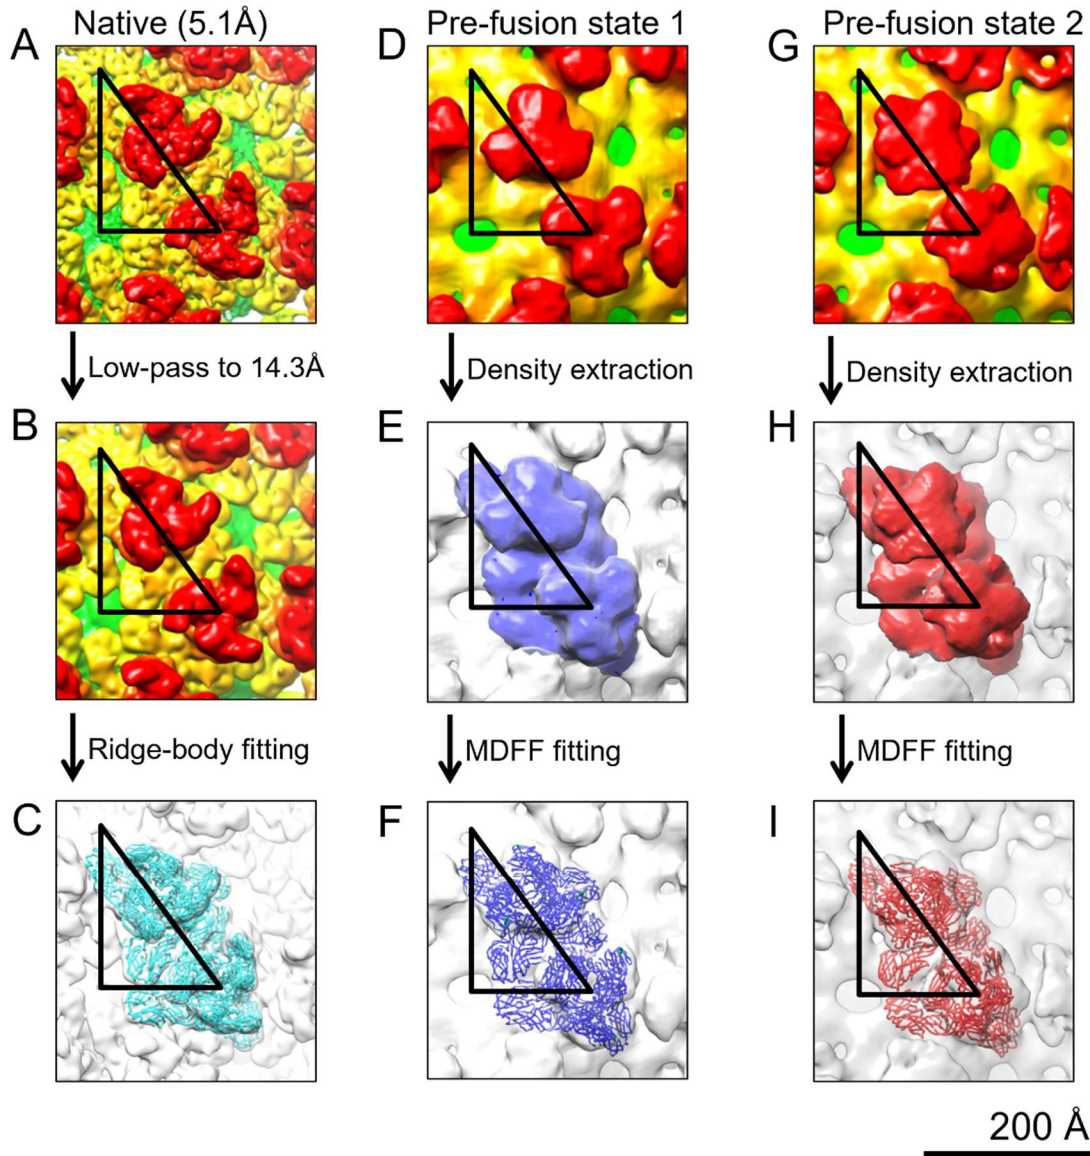 Native (5.1Å)
Pre-fusion state 1
Pre-fusion state 2
A
D
G
Low-pass to 14.3Å
Density extraction
Density extraction
B
E
H
Ridge-body fitting
MDFF fitting
MDFF fitting
C
F
I
200 Å